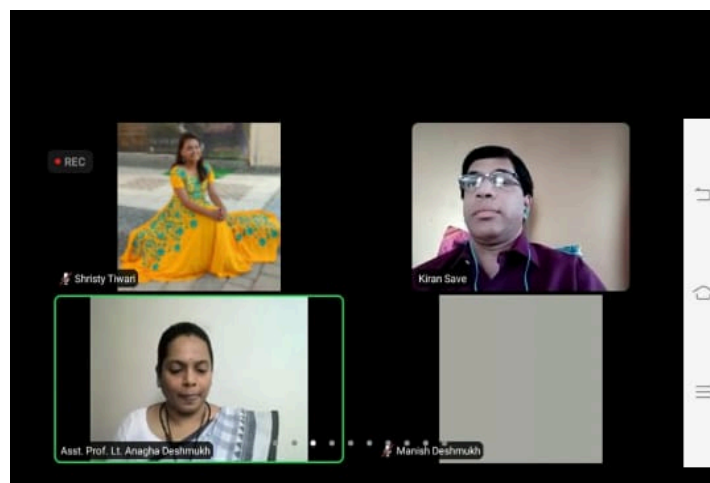 REC
Shristy Tiwari
Kiran Save
Asst. Prof. Lt. Anagha Deshmukh
Manish Deshmukh